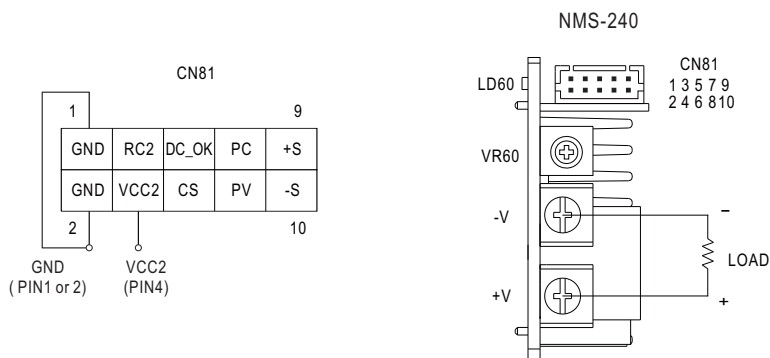 NMS-240
CN81
1 9
GND RC2 DC_OK PC +S
GND VCC2 CS PV -S
2 10
GND
( PIN1 or 2)
VCC2
(PIN4)
LD60
CN81
1 3 5 7 9
2 4 6 8 10
VR60
-V
+V
−
LOAD
+